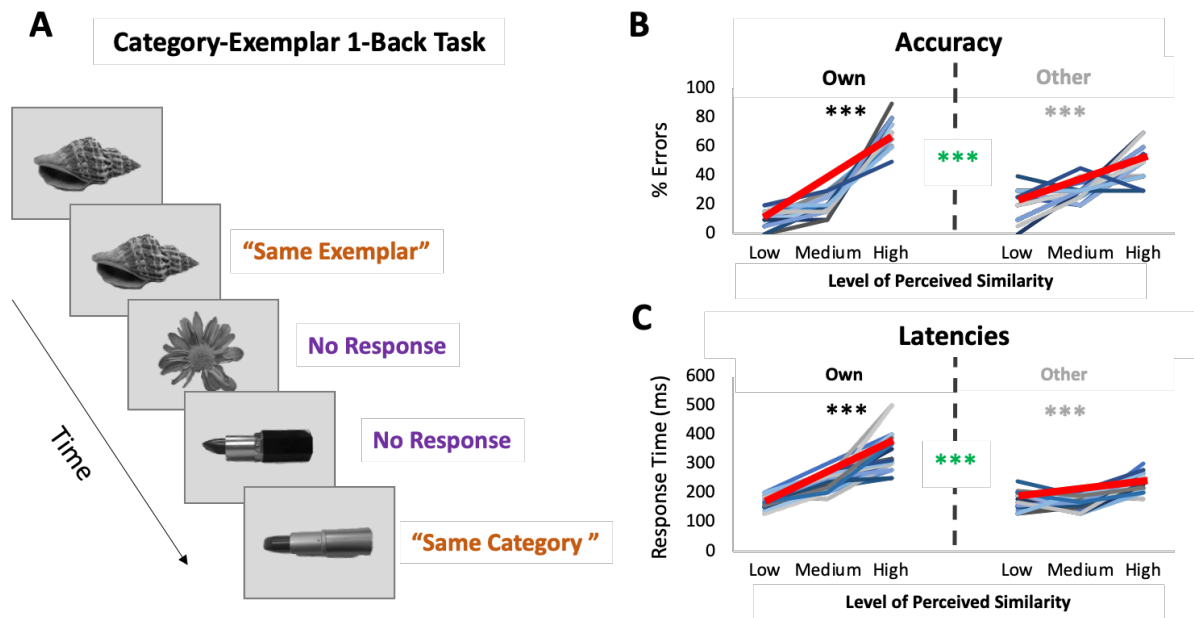 A
Category-Exemplar 1-Back Task
“Same Exemplar”
No Response
No Response
“Same Category ”
Time
B
Accuracy
Own
Other
***
***
***
% Errors
100
80
60
40
20
0
Low Medium High
Low Medium High
Level of Perceived Similarity
C
Latencies
Own
Other
***
***
***
Response Time (ms)
600
500
400
300
200
100
0
Low Medium High
Low Medium High
Level of Perceived Similarity